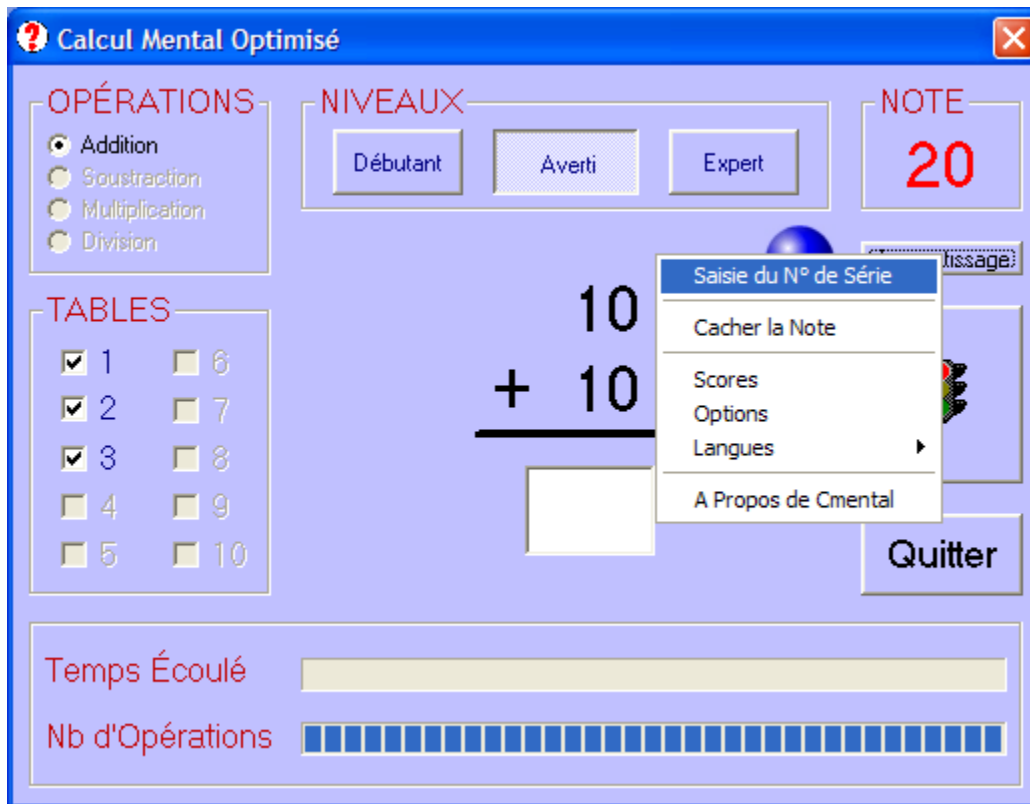 Calcul Mental Optimisé
OPÉRATIONS
Addition
Soustraction
Multiplication
Division
NIVEAUX
Débutant Averti Expert
NOTE
20
TABLES
1 6
2 7
3 8
4 9
5 10
10
+ 10
Saisie du N° de Série
Cacher la Note
Scores
Options
Langues
A Propos de Cmental
Quitter
Temps Écoulé
Nb d'Opérations